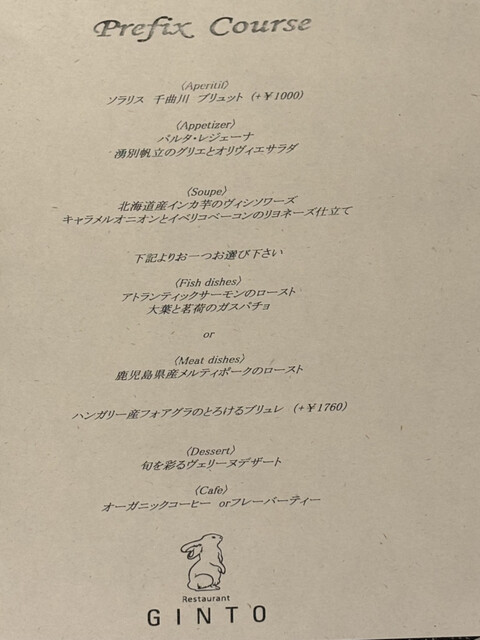 Prefix Course
〈Aperitif〉
ソラリス 千曲川 ブリュット (+￥1000)
〈Appetizer〉
パルタ・レジェーナ
湧別帆立のグリエとオリヴィエサラダ
〈Soupe〉
北海道産インカ芋のヴィシソワーズ
キャラメルオニオンとイベリコベーコンのリヨネーズ仕立て
下記よりお一つお選び下さい
〈Fish dishes〉
アトランティックサーモンのロースト
大葉と茗荷のガスパチョ
or
〈Meat dishes〉
鹿児島県産メルティポークのロースト
ハンガリー産フォアグラのとろけるブリュレ (+￥1760)
〈Dessert〉
旬を彩るヴェリーヌデザート
〈Cafe〉
オーガニックコーヒー orフレーバーティー
Restaurant
GINTO